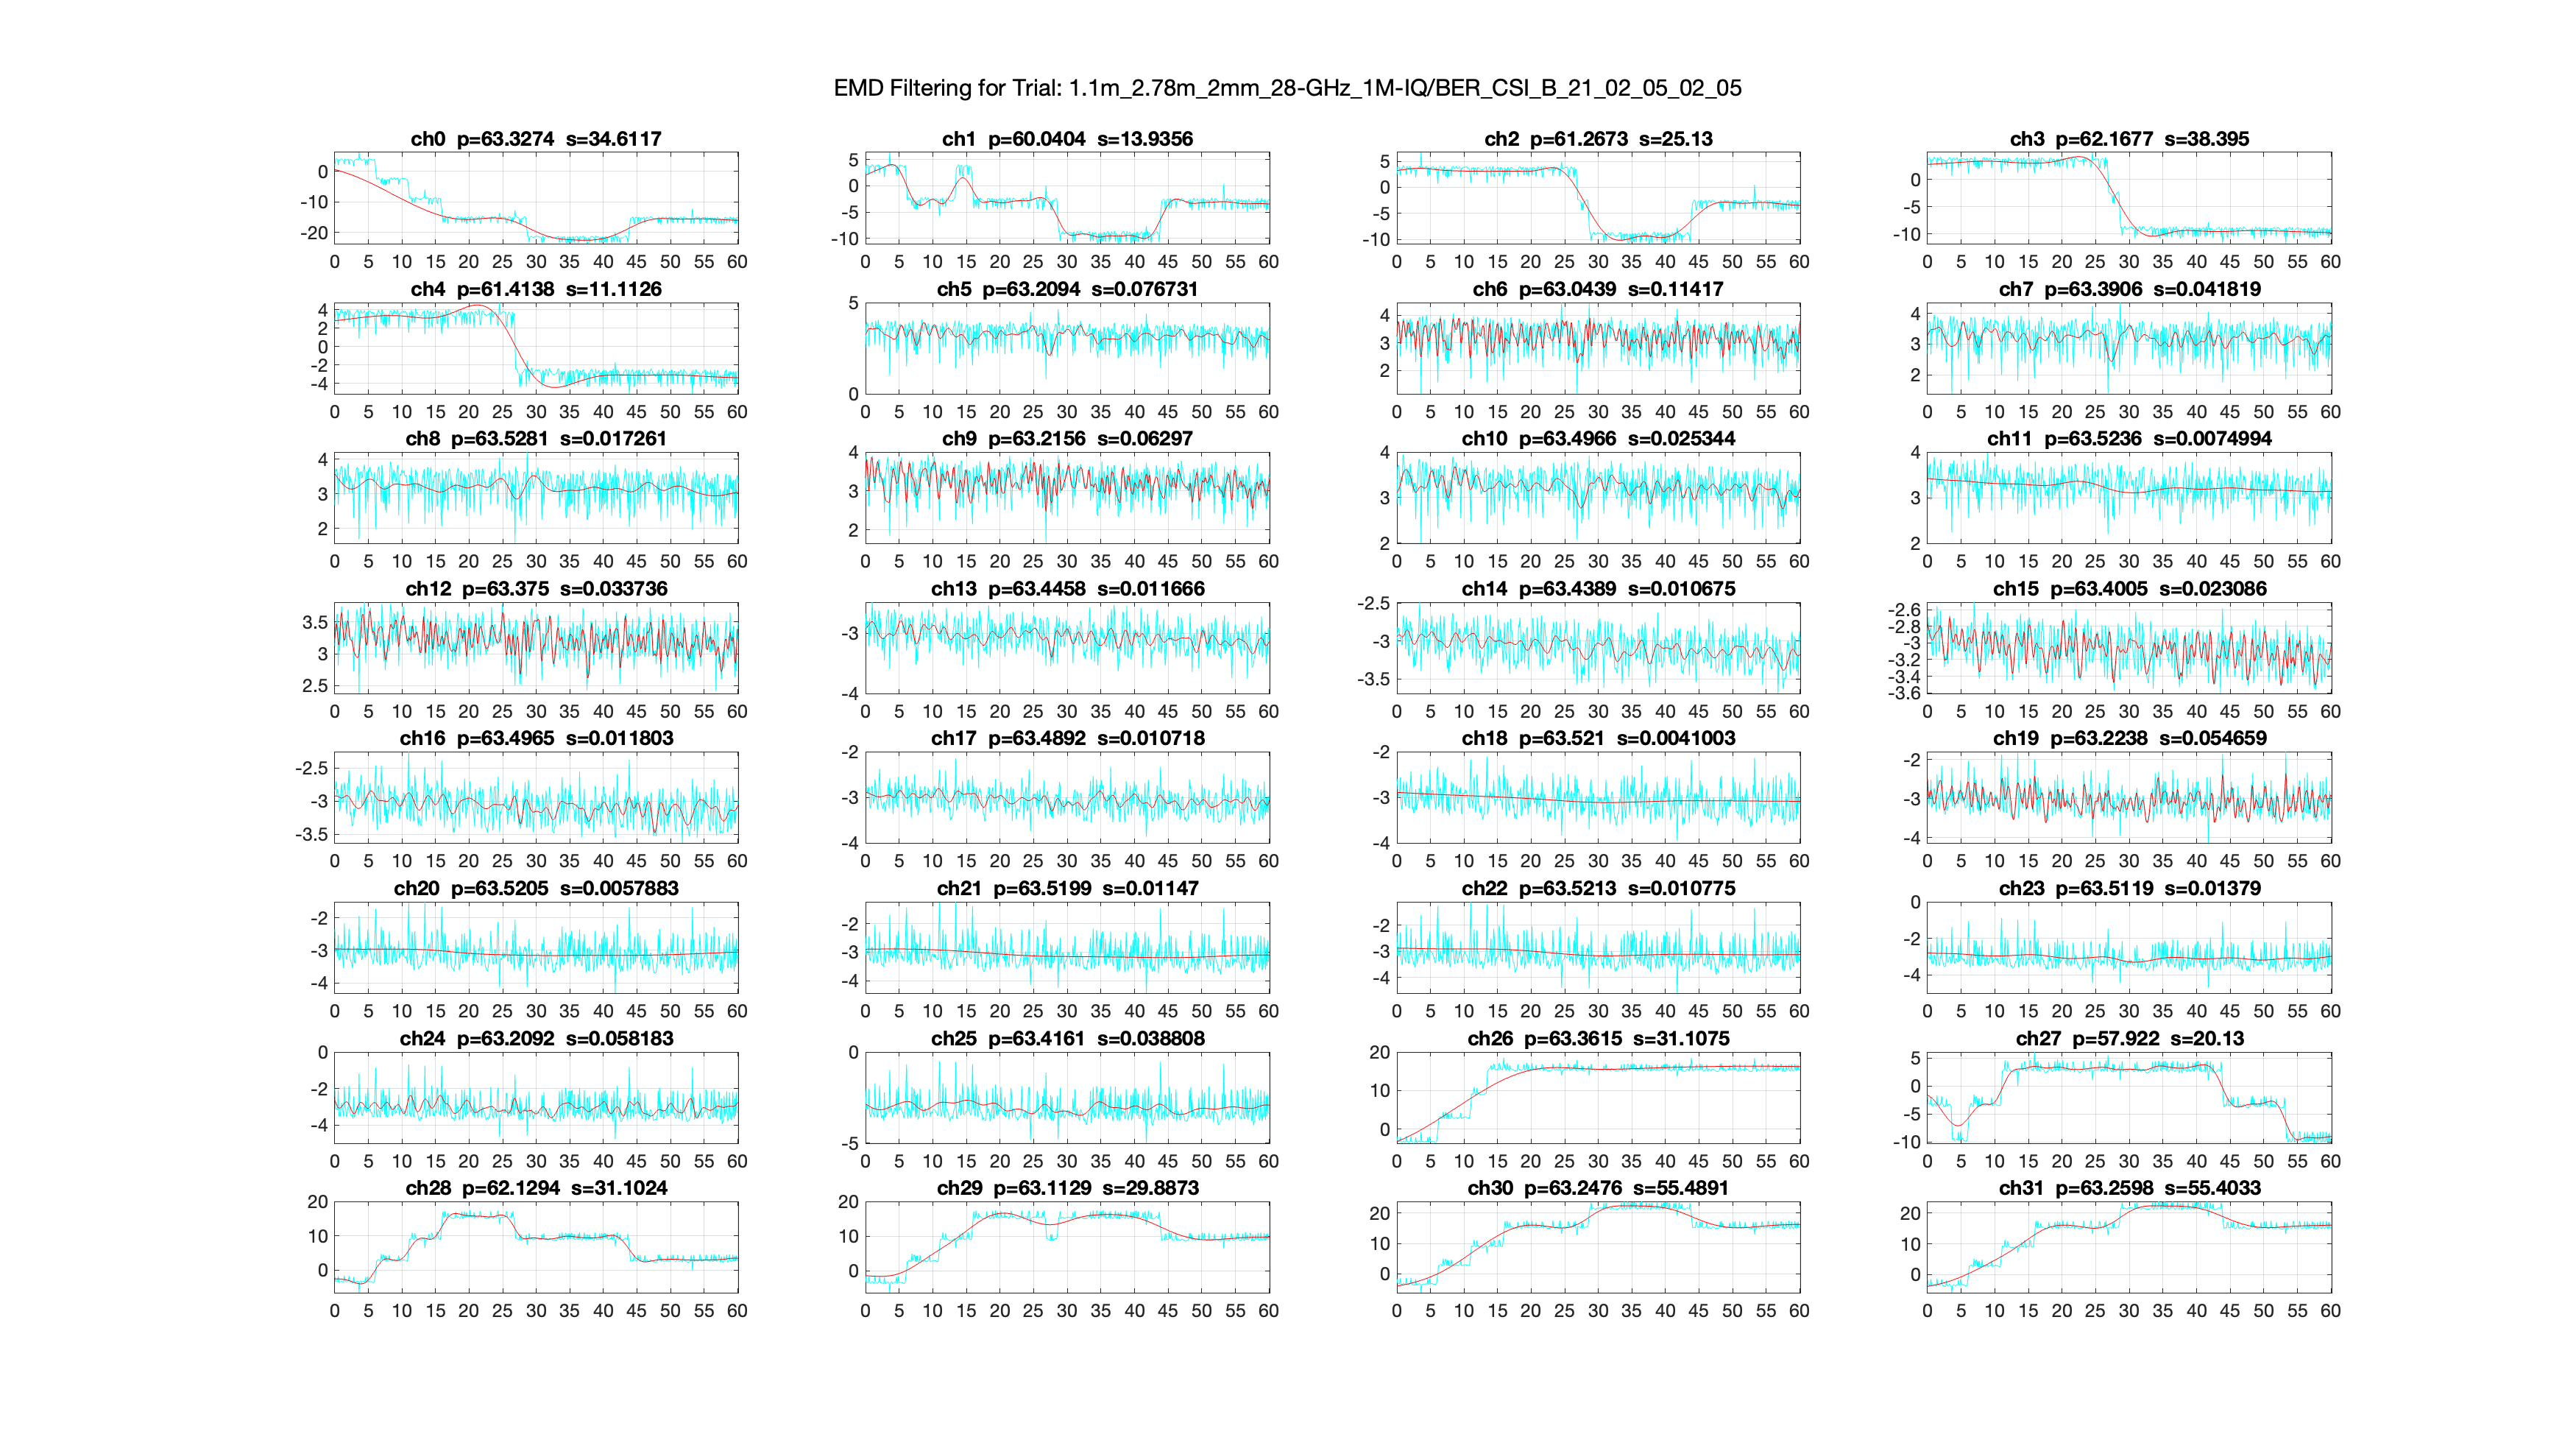 EMD Filtering for Trial: 1.1m_2.78m_2mm_28-GHz_1M-IQ/BER_CSI_B_21_02_05_02_05
ch0 p=63.3274 s=34.6117
0
-10
-20
0 5 10 15 20 25 30 35 40 45 50 55 60
ch1 p=60.0404 s=13.9356
5
0
-5
-10
0 5 10 15 20 25 30 35 40 45 50 55 60
ch2 p=61.2673 s=25.13
5
0
-5
-10
0 5 10 15 20 25 30 35 40 45 50 55 60
ch3 p=62.1677 s=38.395
0
-5
-10
0 5 10 15 20 25 30 35 40 45 50 55 60
ch4 p=61.4138 s=11.1126
4
2
0
-2
-4
0 5 10 15 20 25 30 35 40 45 50 55 60
ch5 p=63.2094 s=0.076731
5
0
0 5 10 15 20 25 30 35 40 45 50 55 60
ch6 p=63.0439 s=0.11417
4
3
2
0 5 10 15 20 25 30 35 40 45 50 55 60
ch7 p=63.3906 s=0.041819
4
3
2
0 5 10 15 20 25 30 35 40 45 50 55 60
ch8 p=63.5281 s=0.017261
4
3
2
0 5 10 15 20 25 30 35 40 45 50 55 60
ch9 p=63.2156 s=0.06297
4
3
2
0 5 10 15 20 25 30 35 40 45 50 55 60
ch10 p=63.4966 s=0.025344
4
3
2
0 5 10 15 20 25 30 35 40 45 50 55 60
ch11 p=63.5236 s=0.0074994
4
3
2
0 5 10 15 20 25 30 35 40 45 50 55 60
ch12 p=63.375 s=0.033736
3.5
3
2.5
0 5 10 15 20 25 30 35 40 45 50 55 60
ch13 p=63.4458 s=0.011666
-3
-4
0 5 10 15 20 25 30 35 40 45 50 55 60
ch14 p=63.4389 s=0.010675
-2.5
-3
-3.5
0 5 10 15 20 25 30 35 40 45 50 55 60
ch15 p=63.4005 s=0.023086
-2.6
-2.8
-3
-3.2
-3.4
-3.6
0 5 10 15 20 25 30 35 40 45 50 55 60
ch16 p=63.4965 s=0.011803
-2.5
-3
-3.5
0 5 10 15 20 25 30 35 40 45 50 55 60
ch17 p=63.4892 s=0.010718
-2
-3
-4
0 5 10 15 20 25 30 35 40 45 50 55 60
ch18 p=63.521 s=0.0041003
-2
-3
-4
0 5 10 15 20 25 30 35 40 45 50 55 60
ch19 p=63.2238 s=0.054659
-2
-3
-4
0 5 10 15 20 25 30 35 40 45 50 55 60
ch20 p=63.5205 s=0.0057883
-2
-3
-4
0 5 10 15 20 25 30 35 40 45 50 55 60
ch21 p=63.5199 s=0.01147
-2
-3
-4
0 5 10 15 20 25 30 35 40 45 50 55 60
ch22 p=63.5213 s=0.010775
-2
-3
-4
0 5 10 15 20 25 30 35 40 45 50 55 60
ch23 p=63.5119 s=0.01379
0
-2
-4
0 5 10 15 20 25 30 35 40 45 50 55 60
ch24 p=63.2092 s=0.058183
0
-2
-4
0 5 10 15 20 25 30 35 40 45 50 55 60
ch25 p=63.4161 s=0.038808
0
-5
0 5 10 15 20 25 30 35 40 45 50 55 60
ch26 p=63.3615 s=31.1075
20
10
0
0 5 10 15 20 25 30 35 40 45 50 55 60
ch27 p=57.922 s=20.13
5
0
-5
-10
0 5 10 15 20 25 30 35 40 45 50 55 60
ch28 p=62.1294 s=31.1024
20
10
0
0 5 10 15 20 25 30 35 40 45 50 55 60
ch29 p=63.1129 s=29.8873
20
10
0
0 5 10 15 20 25 30 35 40 45 50 55 60
ch30 p=63.2476 s=55.4891
20
10
0
0 5 10 15 20 25 30 35 40 45 50 55 60
ch31 p=63.2598 s=55.4033
20
10
0
0 5 10 15 20 25 30 35 40 45 50 55 60